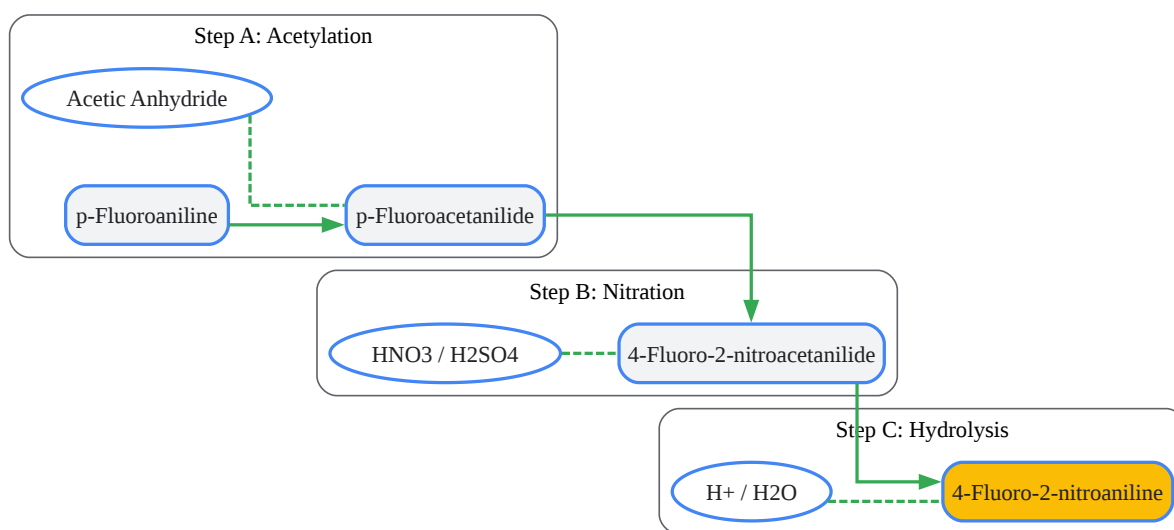 Step A: Acetylation
Acetic Anhydride
p-Fluoroaniline
p-Fluoroacetanilide
Step B: Nitration
HNO3 / H2SO4
4-Fluoro-2-nitroacetanilide
Step C: Hydrolysis
H+ / H2O
4-Fluoro-2-nitroaniline